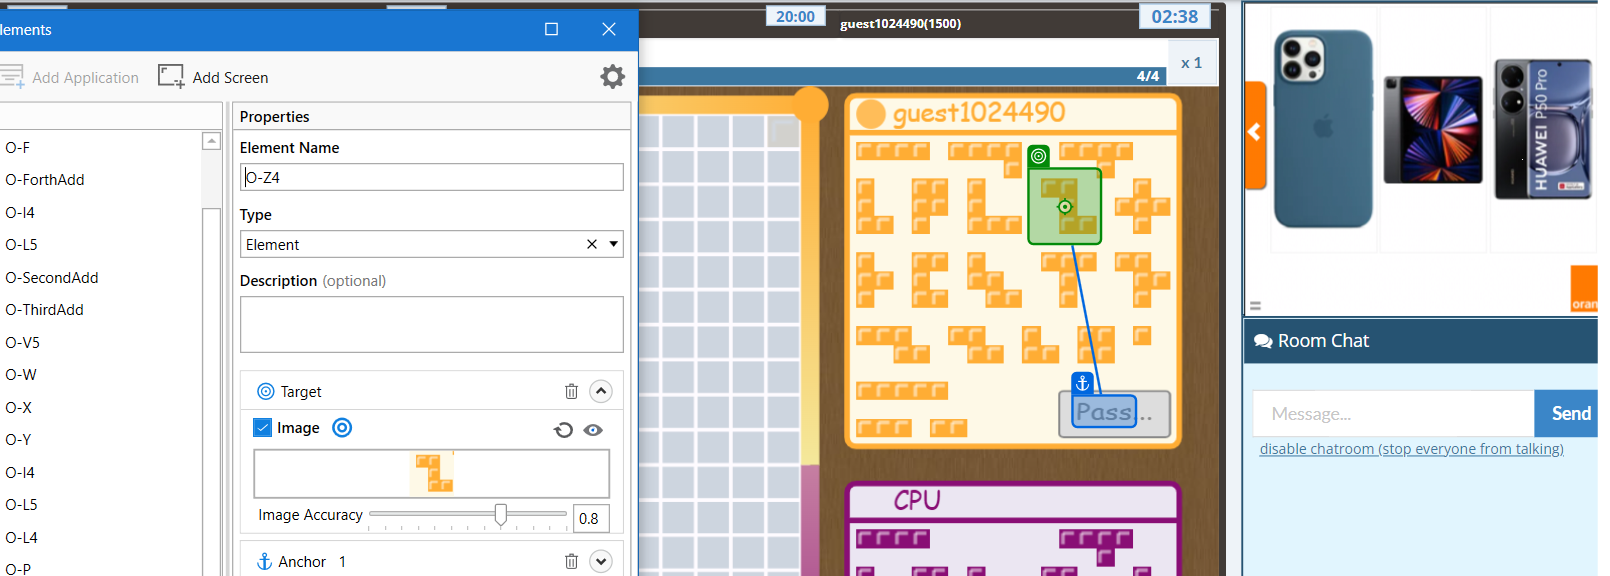 20:00
guest1024490(1500)
02:38
lements
Add Application
Add Screen
x 1
4/4
Properties
Element Name
O-Z4
Type
Element
Description (optional)
Target
Image
Image Accuracy
0.8
Anchor 1
O-F
O-ForthAdd
O-I4
O-L5
O-SecondAdd
O-ThirdAdd
O-V5
O-W
O-X
O-Y
O-I4
O-L5
O-L4
O-P
guest1024490
Pass...
CPU
HUAWEI P50 Pro
oran
Room Chat
Message...
Send
disable chatroom (stop everyone from talking)